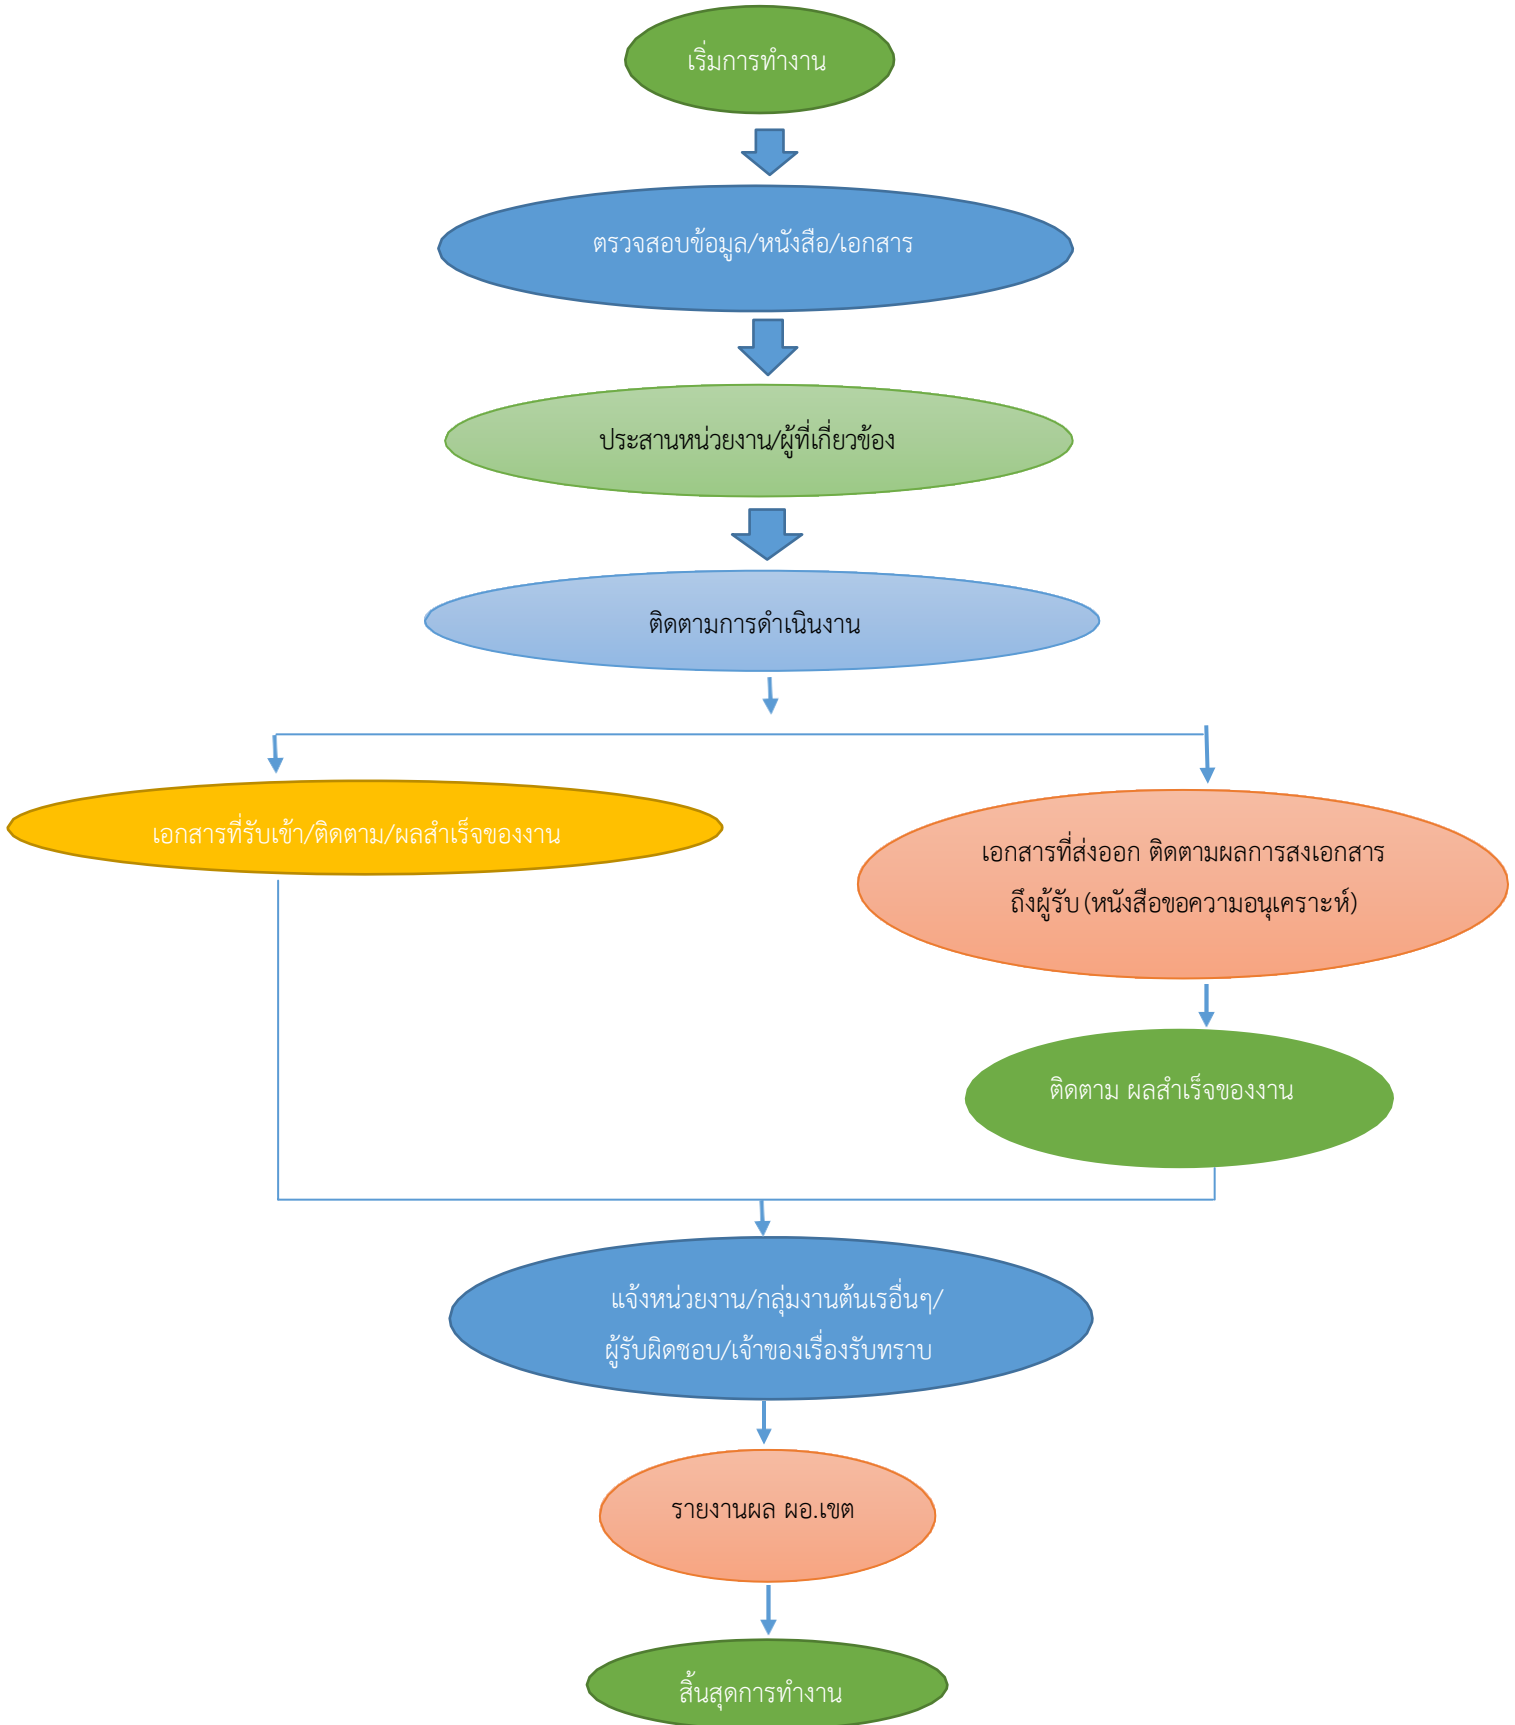 เริ่มการทำงาน
ตรวจสอบข้อมูล/หนังสือ/เอกสาร
ประสานหน่วยงาน/ผู้ที่เกี่ยวข้อง
ติดตามการดำเนินงาน
เอกสารที่รับเข้า/ติดตาม/ผลสำเร็จของงาน
เอกสารที่ส่งออก ติดตามผลการสงเอกสาร
ถึงผู้รับ (หนังสือขอความอนุเคราะห์)
ติดตาม ผลสำเร็จของงาน
แจ้งหน่วยงาน/กลุ่มงานต้นเรอื่นๆ/
ผู้รับผิดชอบ/เจ้าของเรื่องรับทราบ
รายงานผล ผอ.เขต
สิ้นสุดการทำงาน